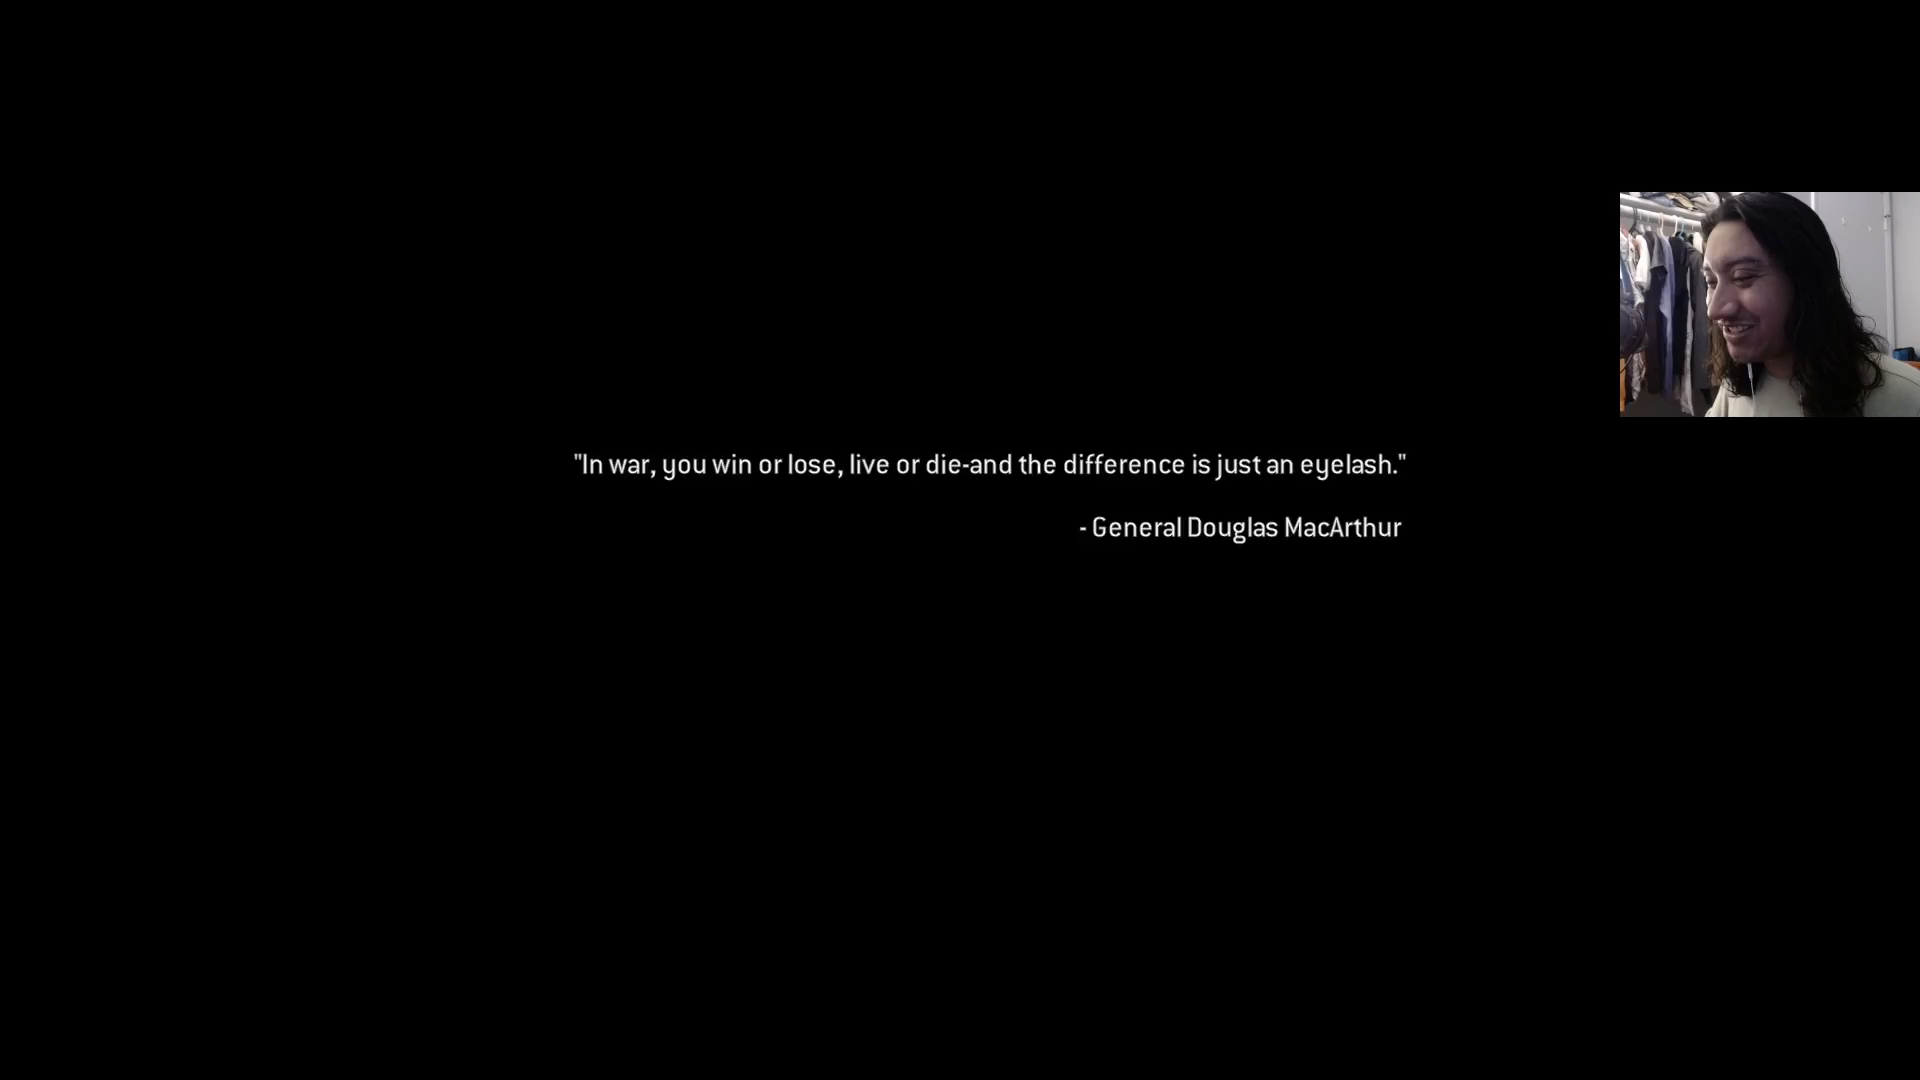 "In war, you win or lose, live or die-and the difference is just an eyelash."
- General Douglas MacArthur